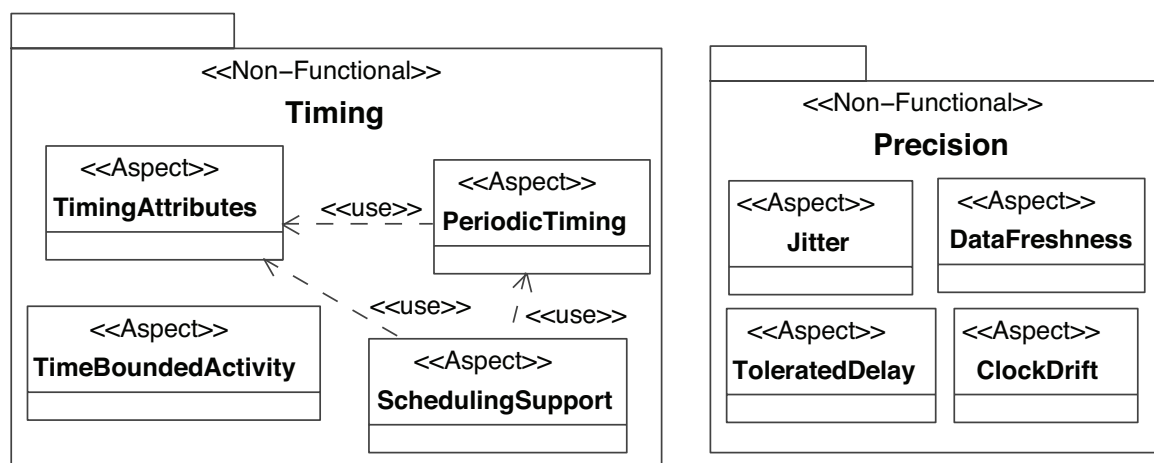 <<Non-Functional>>
Timing
<<Aspect>>
TimingAttributes
<<use>>
<<Aspect>>
PeriodicTiming
<<use>>
<<use>>
<<Aspect>>
TimeBoundedActivity
<<Aspect>>
SchedulingSupport
<<Non-Functional>>
Precision
<<Aspect>>
Jitter
<<Aspect>>
DataFreshness
<<Aspect>>
ToleratedDelay
<<Aspect>>
ClockDrift